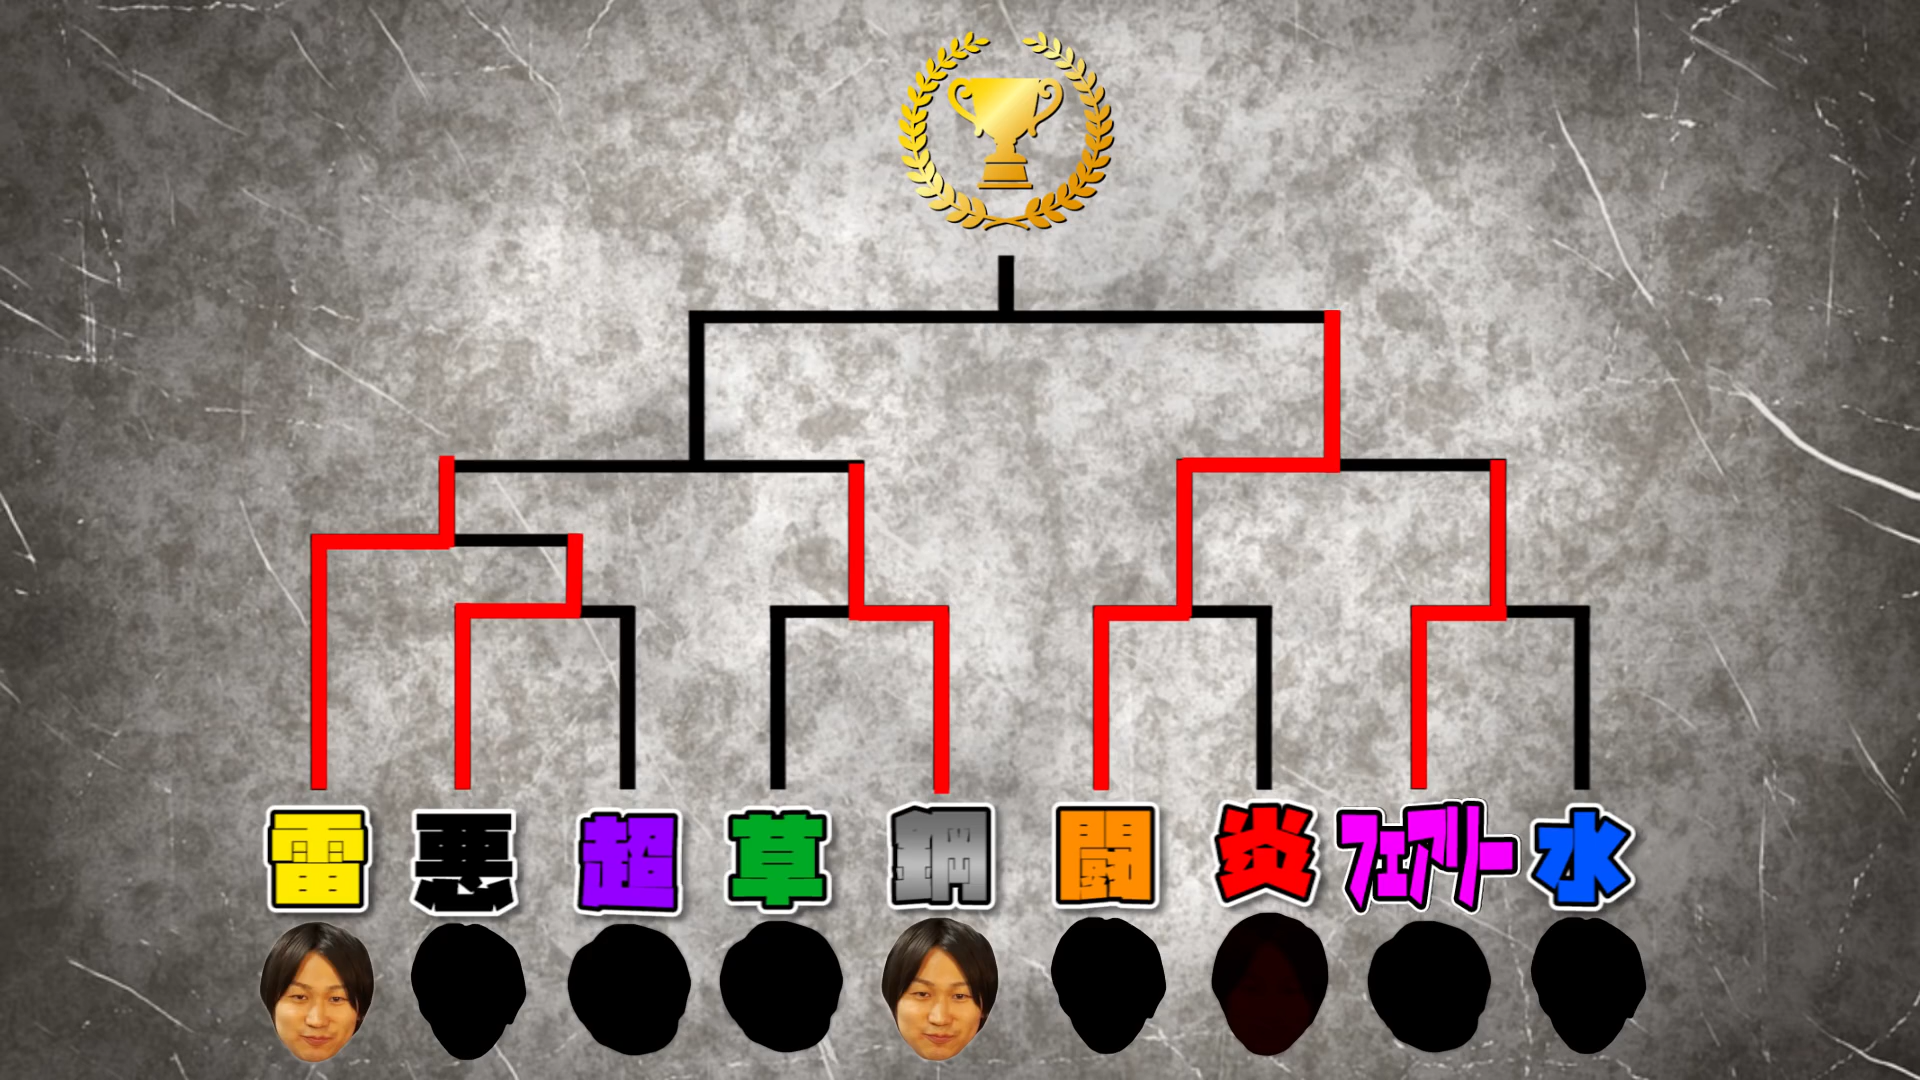 雷 悪 超 草 鋼 闘 炎 フェアリー 水